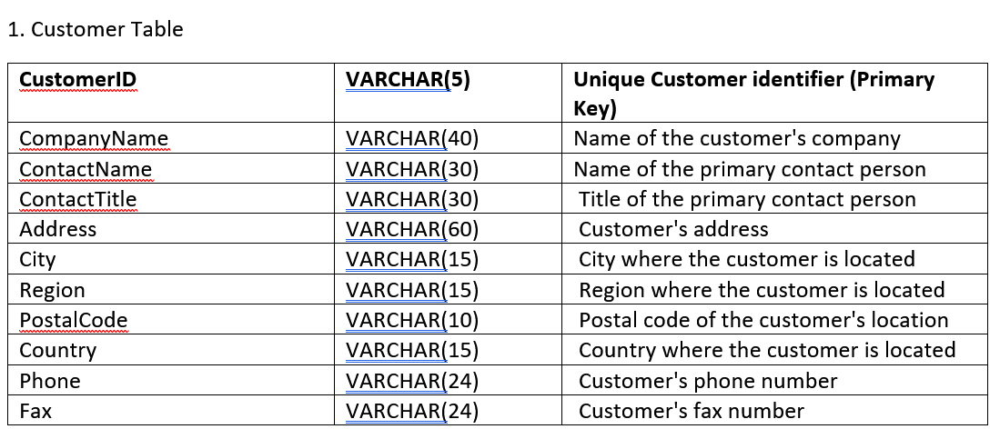 1. Customer Table
CustomerID VARCHAR(5) Unique Customer identifier (Primary
Key)
CompanyName VARCHAR(40) Name of the customer's company
ContactName VARCHAR(30) Name of the primary contact person
ContactTitle VARCHAR(30) Title of the primary contact person
Address VARCHAR(60) Customer's address
City VARCHAR(15) City where the customer is located
Region VARCHAR(15) Region where the customer is located
PostalCode VARCHAR(10) Postal code of the customer's location
Country VARCHAR(15) Country where the customer is located
Phone VARCHAR(24) Customer's phone number
Fax VARCHAR(24) Customer's fax number